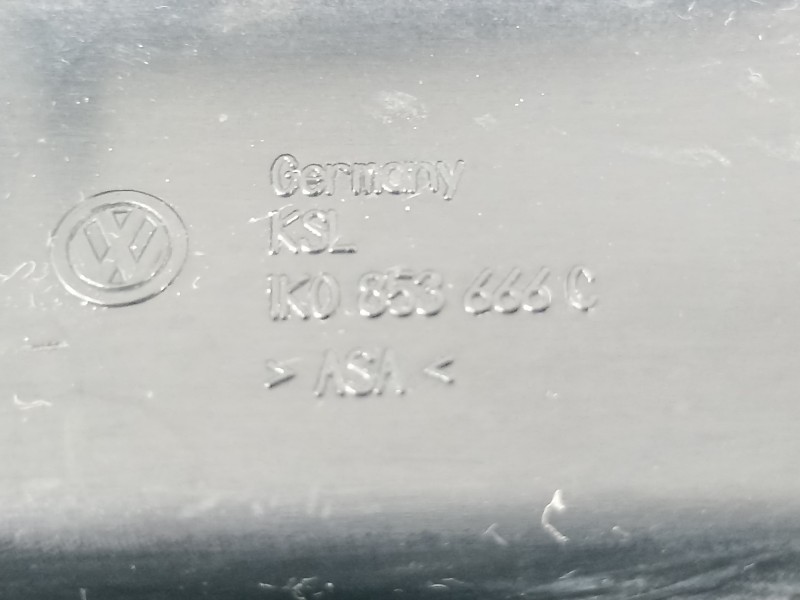 Germany
KSL
1K0 853 666 C
> ASA <